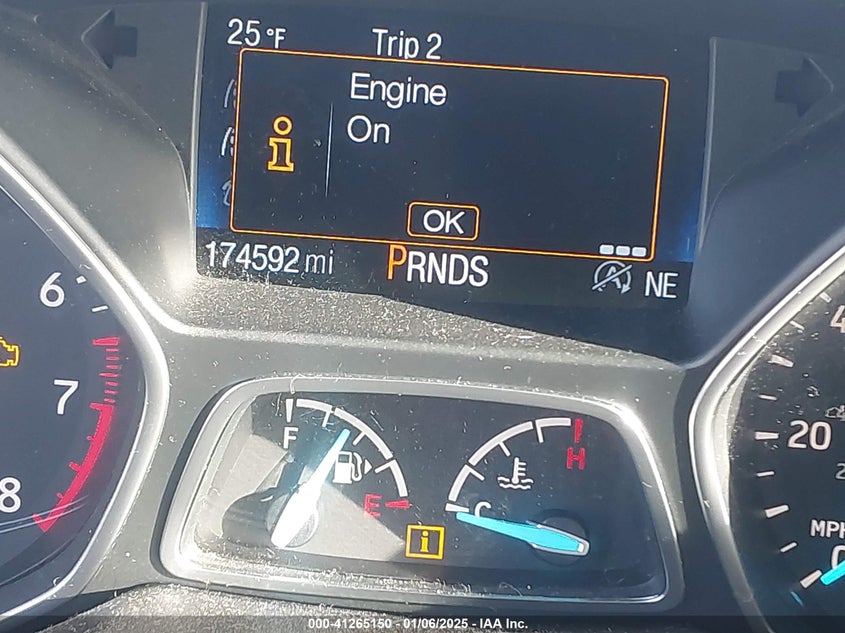 25 °F Trip 2
Engine
On
OK
174592 mi PRNDS NE
6
7
8
F
E
C
H
20
MPH
0
000-41265150 - 01/06/2025 - IAA Inc.